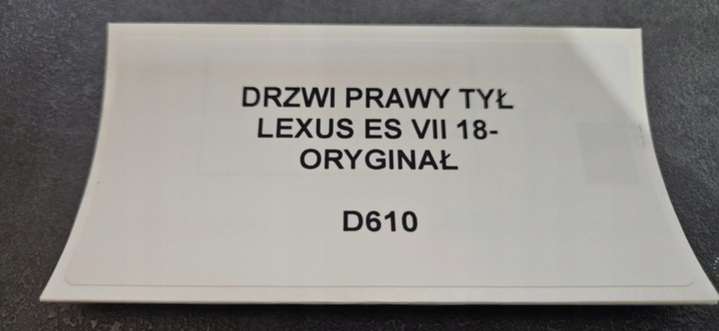 DRZWI PRAWY TYŁ
LEXUS ES VII 18-
ORYGINAŁ
D610